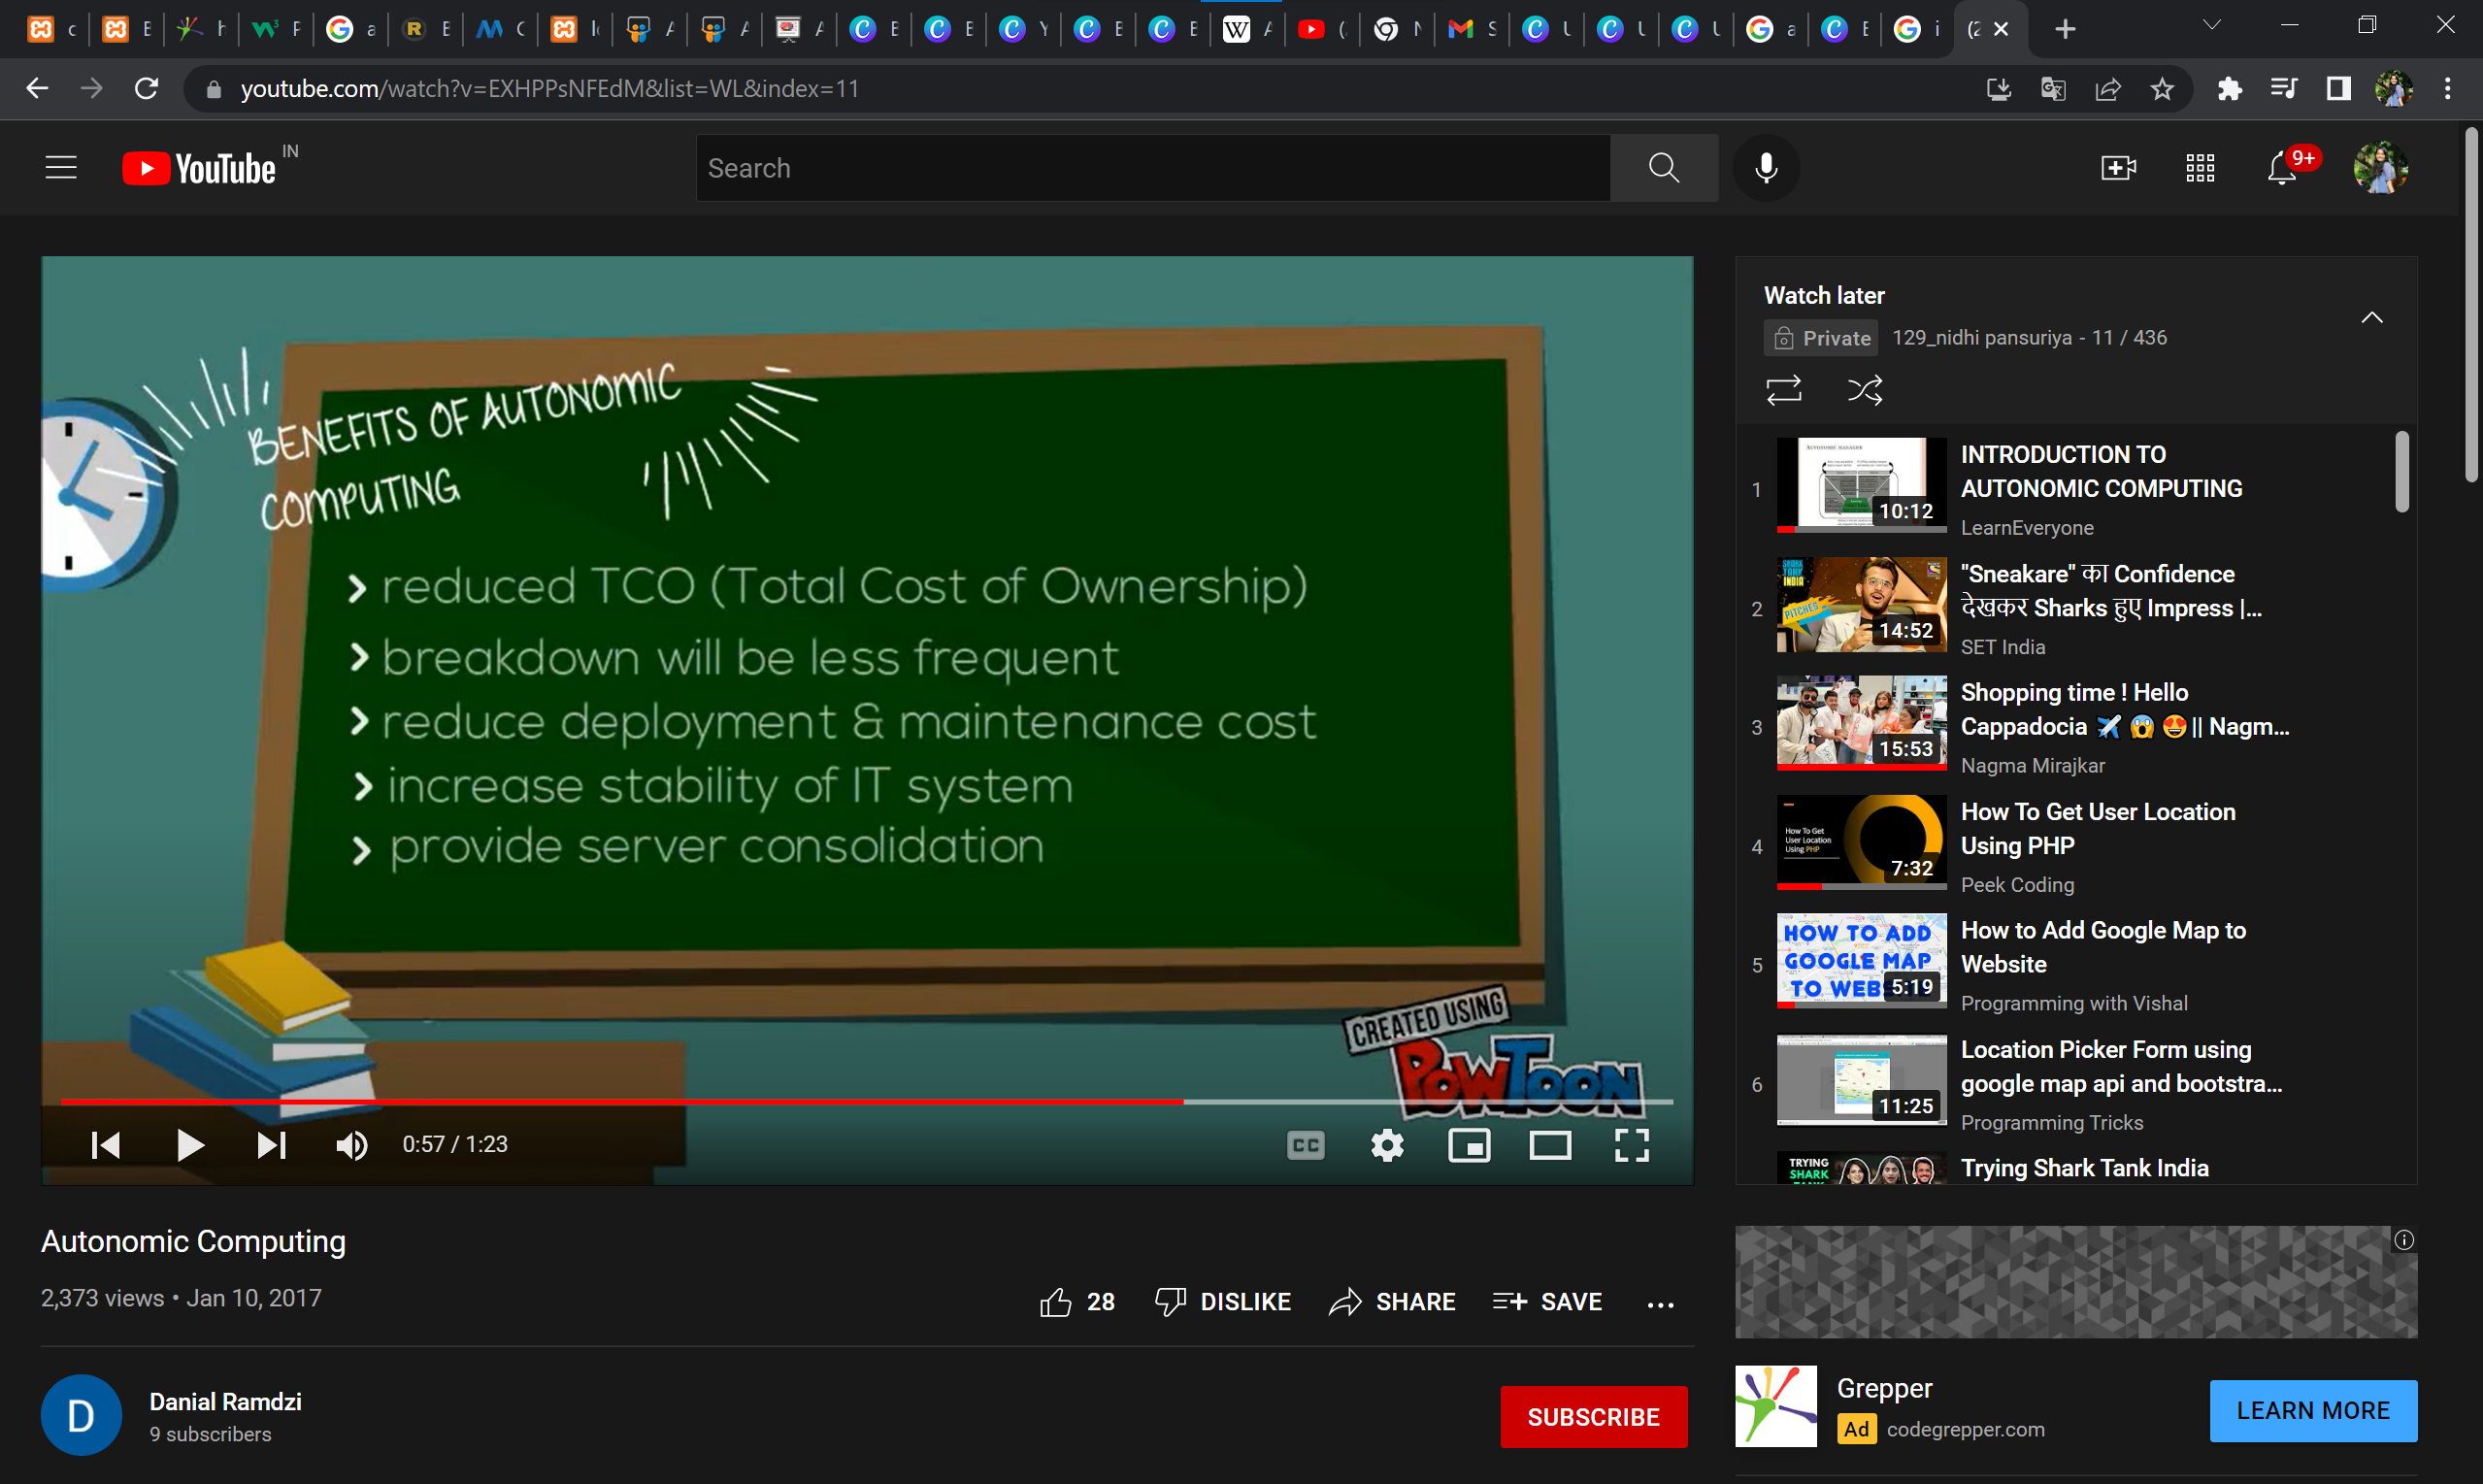 youtube.com/watch?v=EXHPPsNFEdM&list=WL&index=11
YouTube IN
Search
9+
BENEFITS OF AUTONOMIC
COMPUTING
reduced TCO (Total Cost of Ownership)
breakdown will be less frequent
reduce deployment & maintenance cost
increase stability of IT system
provide server consolidation
CREATED USING
POWTOON
0:57 / 1:23
CC
Autonomic Computing
2,373 views • Jan 10, 2017
28
DISLIKE
SHARE
SAVE
D
Danial Ramdzi
9 subscribers
SUBSCRIBE
Watch later
Private
129_nidhi pansuriya - 11 / 436
1
AUTONOMIC MANAGER
10:12
INTRODUCTION TO
AUTONOMIC COMPUTING
LearnEveryone
2
SHARK TANK INDIA
PITCHES
14:52
"Sneakare" का Confidence
देखकर Sharks हुए Impress |...
SET India
3
15:53
Shopping time ! Hello
Cappadocia ✈️ 😱 😍|| Nagm...
Nagma Mirajkar
4
How To Get
User Location
Using PHP
7:32
How To Get User Location
Using PHP
Peek Coding
5
HOW TO ADD
GOOGLE MAP
TO
5:19
How to Add Google Map to
Website
Programming with Vishal
6
11:25
Location Picker Form using
google map api and bootstra...
Programming Tricks
TRYING
SHARK
Trying Shark Tank India
Grepper
Ad codegrepper.com
LEARN MORE